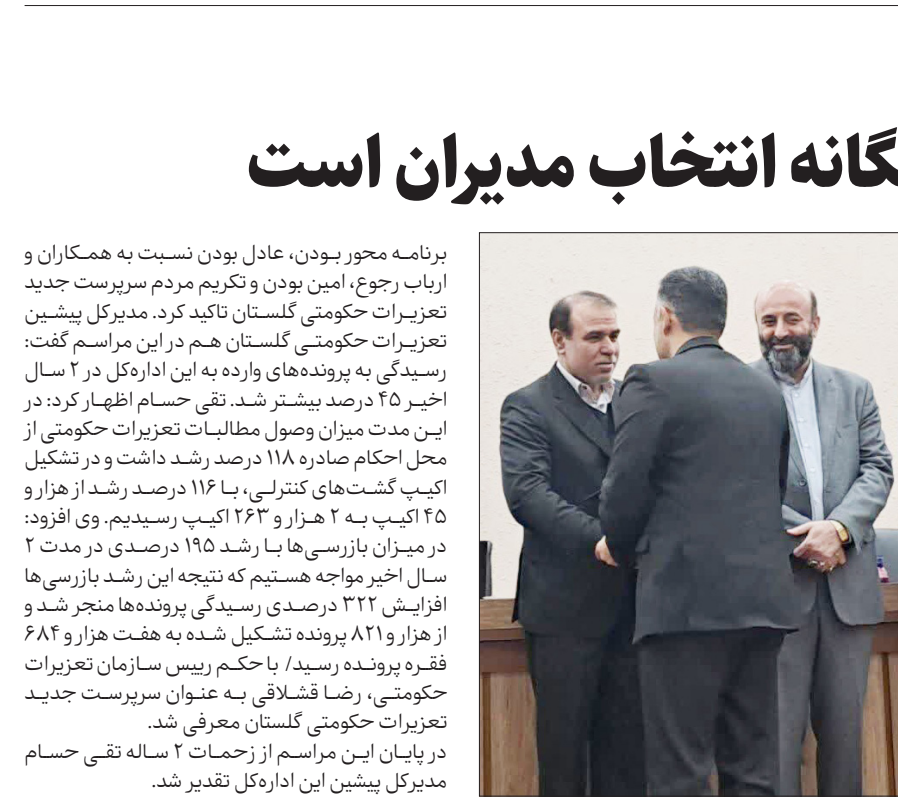 گانه انتخاب مدیران است
برنامه محور بودن، عادل بودن نسبت به همکاران و
ارباب رجوع، امین بودن و تکریم مردم سرپرست جدید
تعزیرات حکومتی گلستان تاکید کرد. مدیرکل پیشین
تعزیرات حکومتی گلستان هم در این مراسم گفت:
رسیدگی به پرونده‌های وارده به این اداره‌کل در ۲ سال
اخیر ۴۵ درصد بیشتر شد. تقی حسام اظهار کرد: در
این مدت میزان وصول مطالبات تعزیرات حکومتی از
محل احکام صادره ۱۱۸ درصد رشد داشت و در تشکیل
اکیپ گشت‌های کنترلی، با ۱۱۶ درصد رشد از هزار و
۴۵ اکیپ به ۲ هزار و ۲۶۳ اکیپ رسیدیم. وی افزود:
در میزان بازرسی‌ها با رشد ۱۹۵ درصدی در مدت ۲
سال اخیر مواجه هستیم که نتیجه این رشد بازرسی‌ها
افزایش ۳۲۲ درصدی رسیدگی پرونده‌ها منجر شد و
از هزار و ۸۲۱ پرونده تشکیل شده به هفت هزار و ۶۸۴
فقره پرونده رسید/ با حکم رییس سازمان تعزیرات
حکومتی، رضا قشلاقی به عنوان سرپرست جدید
تعزیرات حکومتی گلستان معرفی شد.
در پایان این مراسم از زحمات ۲ ساله تقی حسام
مدیرکل پیشین این اداره‌کل تقدیر شد.